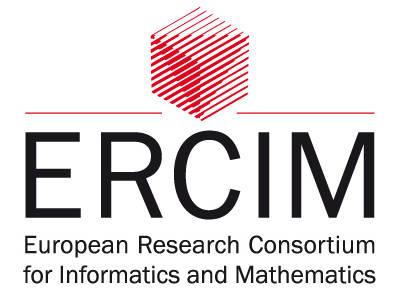 ERCIM
European Research Consortium
for Informatics and Mathematics